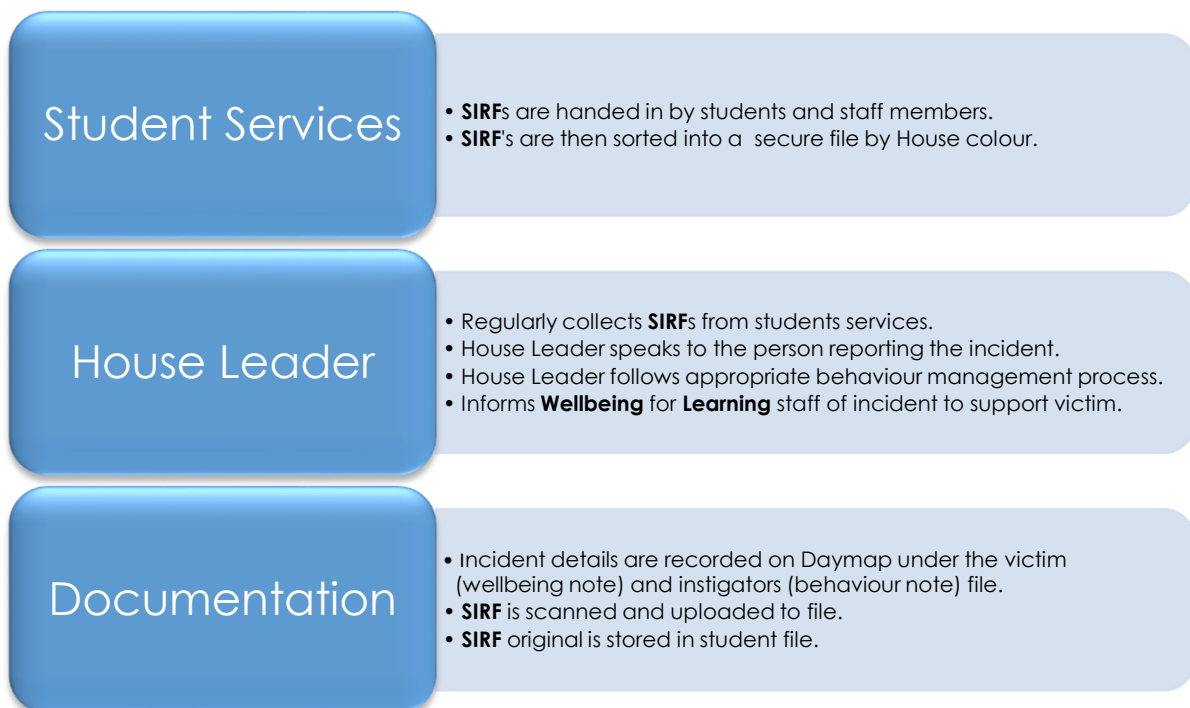 Student Services
• SIRFs are handed in by students and staff members.
• SIRF's are then sorted into a secure file by House colour.
House Leader
• Regularly collects SIRFs from students services.
• House Leader speaks to the person reporting the incident.
• House Leader follows appropriate behaviour management process.
• Informs Wellbeing for Learning staff of incident to support victim.
Documentation
• Incident details are recorded on Daymap under the victim
(wellbeing note) and instigators (behaviour note) file.
• SIRF is scanned and uploaded to file.
• SIRF original is stored in student file.